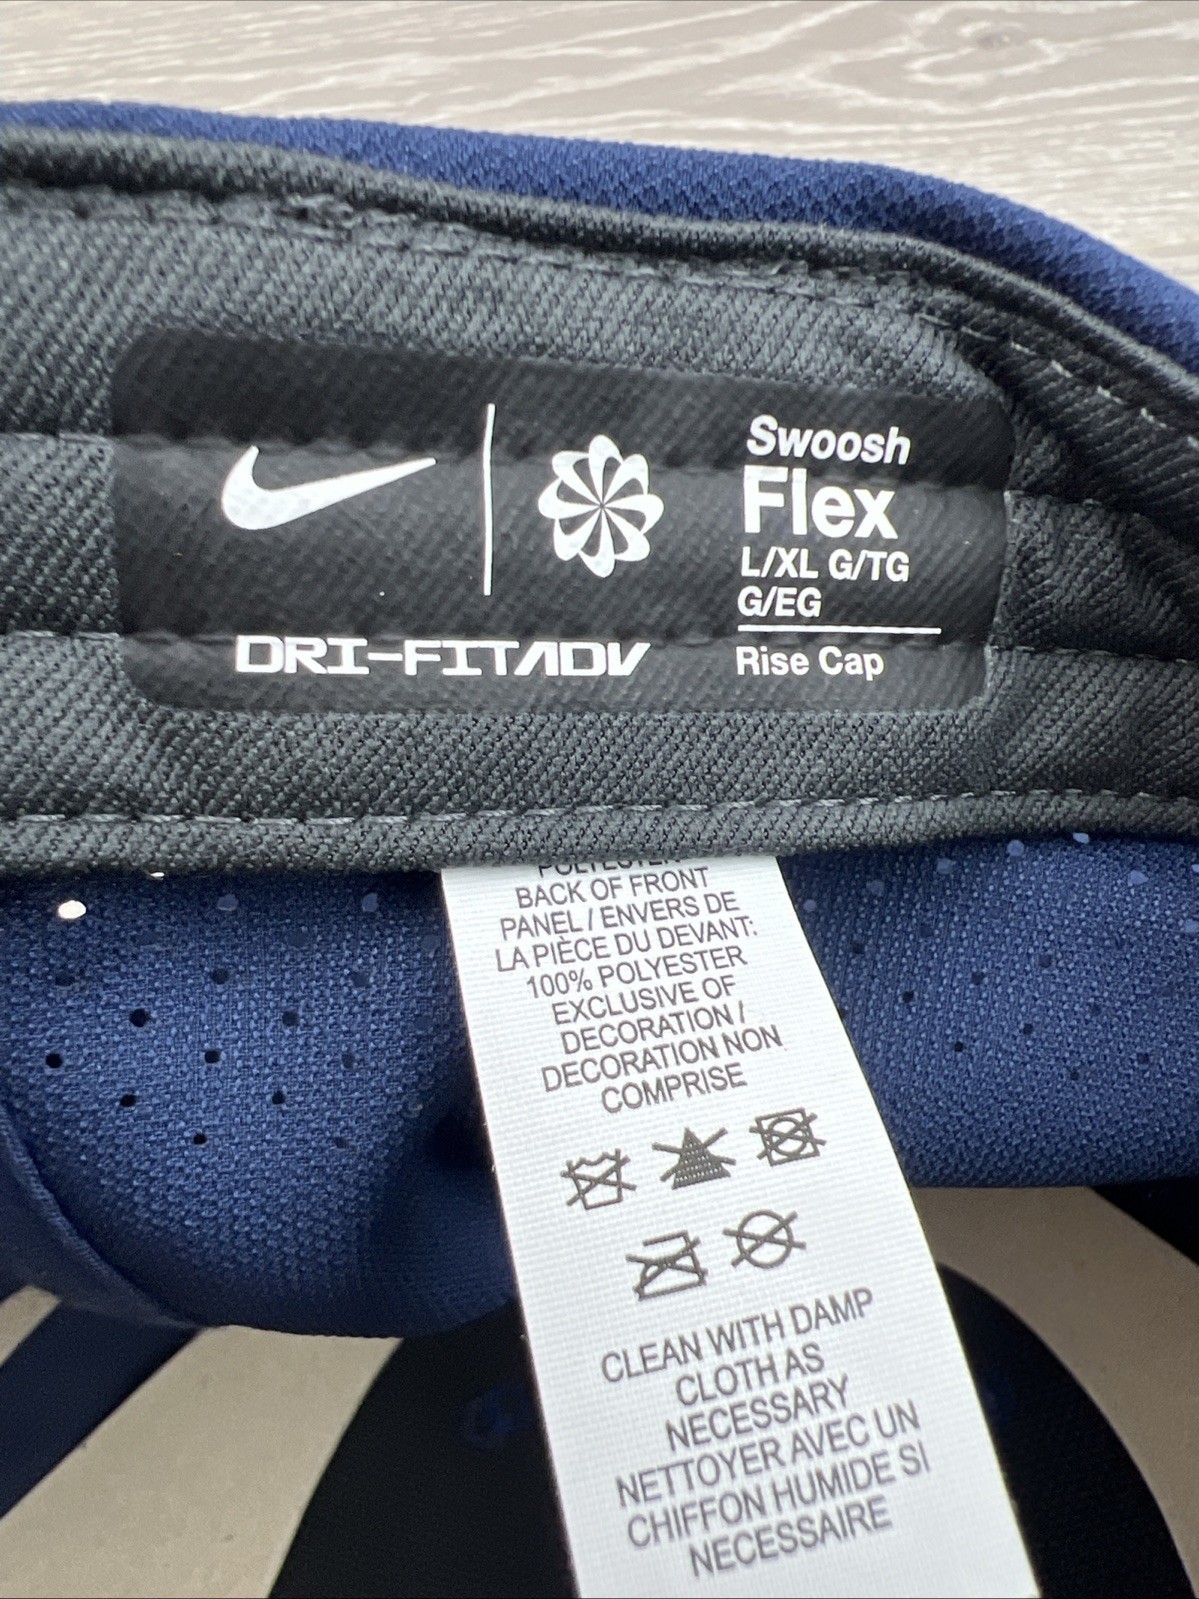 Swoosh
Flex
L/XL G/TG
G/EG
Rise Cap
DRI-FITADV
POLYESTER
BACK OF FRONT
PANEL / ENVERS DE
LA PIÈCE DU DEVANT:
100% POLYESTER
EXCLUSIVE OF
DECORATION /
DECORATION NON
COMPRISE
CLEAN WITH DAMP
CLOTH AS
NECESSARY
NETTOYER AVEC UN
CHIFFON HUMIDE SI
NECESSAIRE